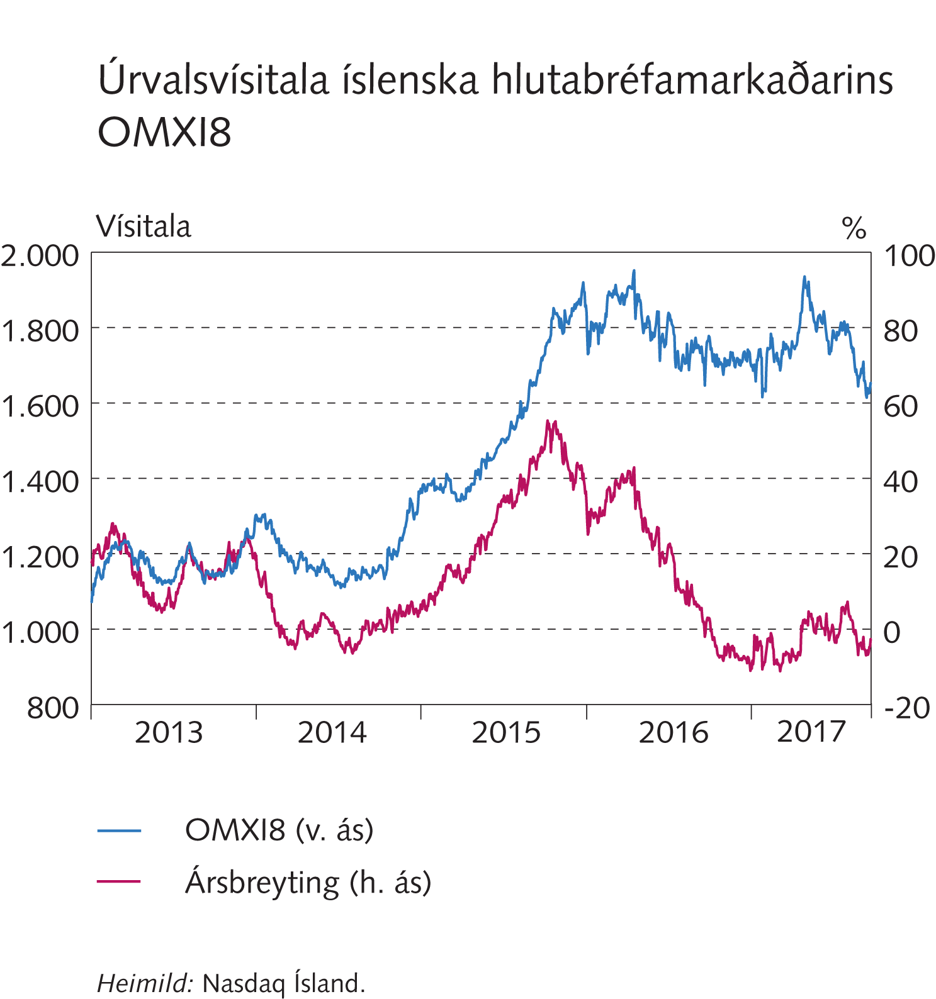 Úrvalsvísitala íslenska hlutabréfamarkaðarins
OMXI8
Vísitala %
2.000 100
1.800 80
1.600 60
1.400 40
1.200 20
1.000 0
800 -20
2013 2014 2015 2016 2017
OMXI8 (v. ás)
Ársbreyting (h. ás)
Heimild: Nasdaq Ísland.